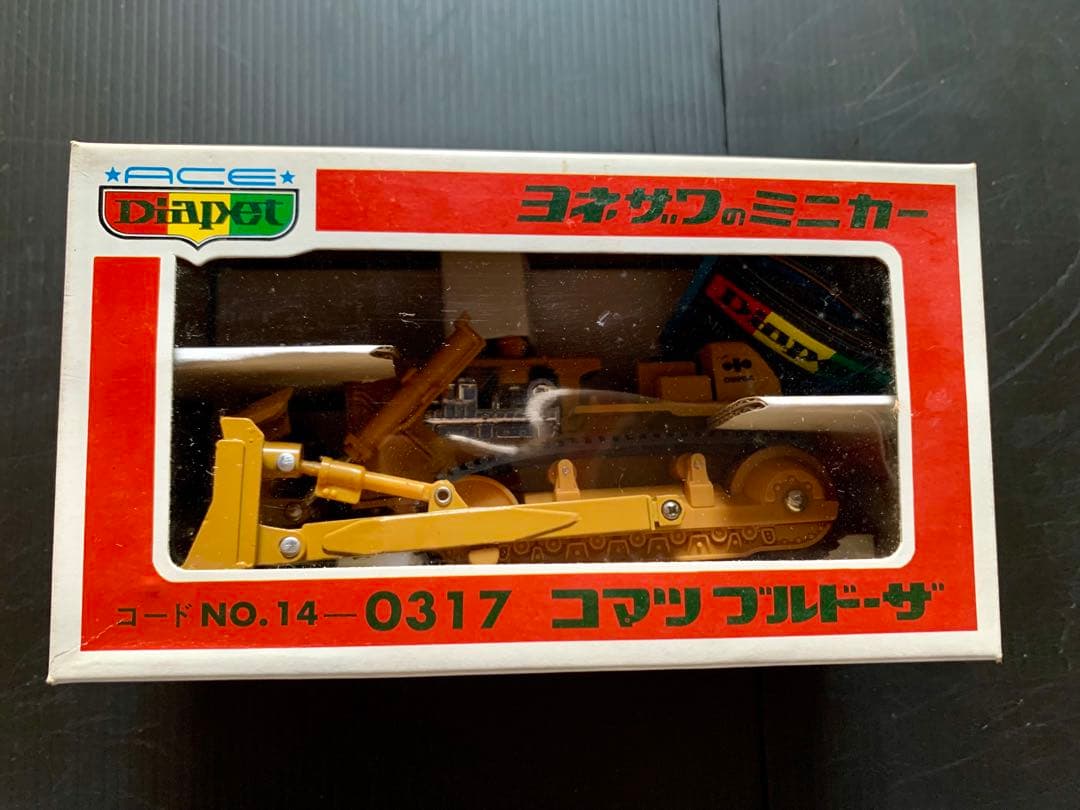 ★ACE★
Diapet
ヨネザワのミニカー
Diap
コードNO.14-0317 コマツブルドーザ